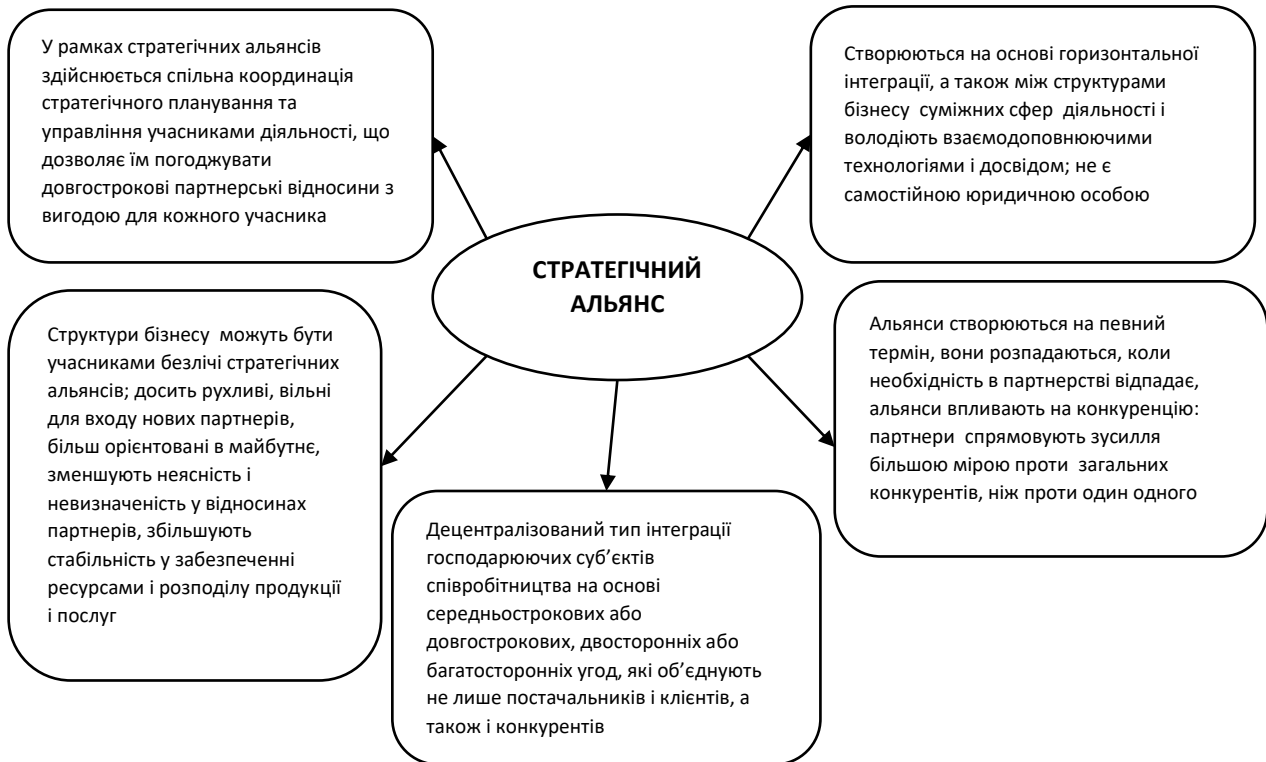 У рамках стратегічних альянсів
здійснюється спільна координація
стратегічного планування та
управління учасниками діяльності, що
дозволяє їм погоджувати
довгострокові партнерські відносини з
вигодою для кожного учасника
Створюються на основі горизонтальної
інтеграції, а також між структурами
бізнесу суміжних сфер діяльності і
володіють взаємодоповнюючими
технологіями і досвідом; не є
самостійною юридичною особою
СТРАТЕГІЧНИЙ
АЛЬЯНС
Структури бізнесу можуть бути
учасниками безлічі стратегічних
альянсів; досить рухливі, вільні
для входу нових партнерів,
більш орієнтовані в майбутнє,
зменшують неясність і
невизначеність у відносинах
партнерів, збільшують
стабільність у забезпеченні
ресурсами і розподілу продукції
і послуг
Альянси створюються на певний
термін, вони розпадаються, коли
необхідність в партнерстві відпадає,
альянси впливають на конкуренцію:
партнери спрямовують зусилля
більшою мірою проти загальних
конкурентів, ніж проти один одного
Децентралізований тип інтеграції
господарюючих суб’єктів
співробітництва на основі
середньострокових або
довгострокових, двосторонніх або
багатосторонніх угод, які об’єднують
не лише постачальників і клієнтів, а
також і конкурентів